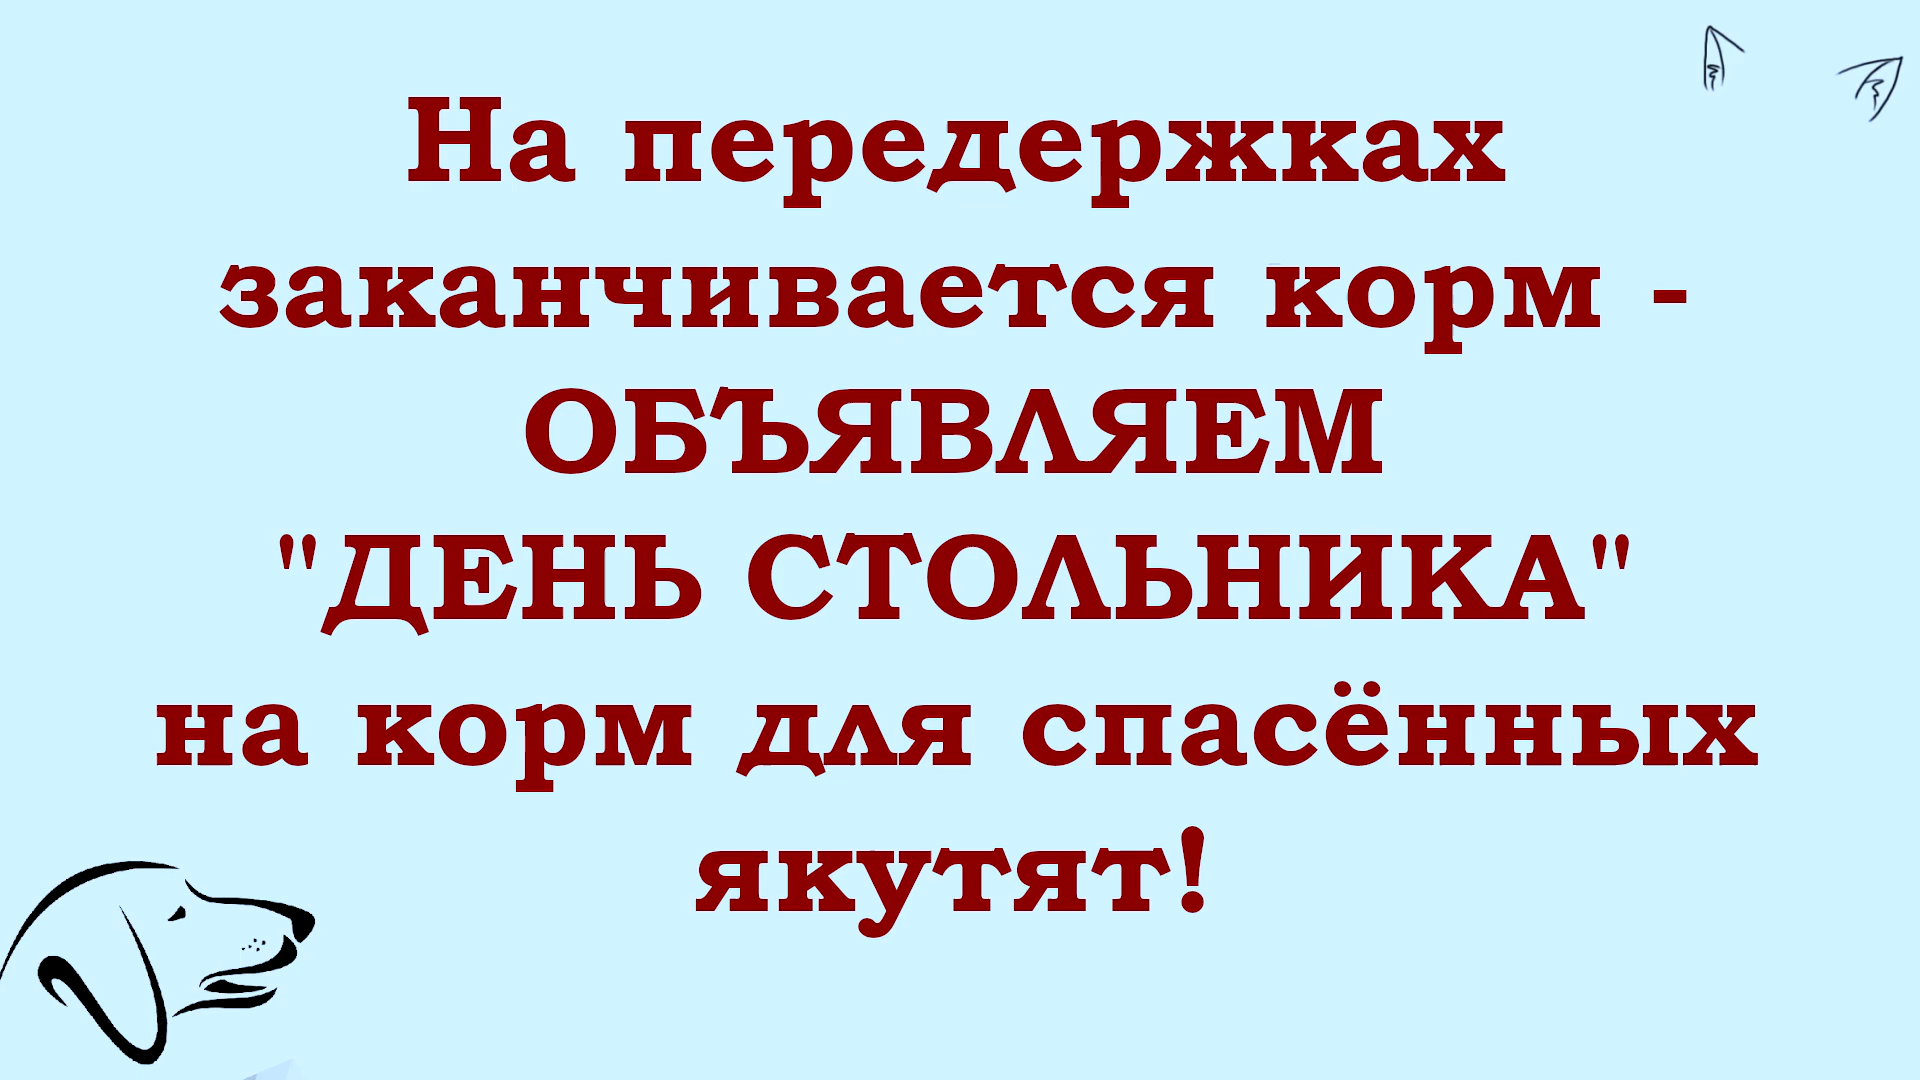 На передержках
заканчивается корм -
ОБЪЯВЛЯЕМ
"ДЕНЬ СТОЛЬНИКА"
на корм для спасённых
якутят!